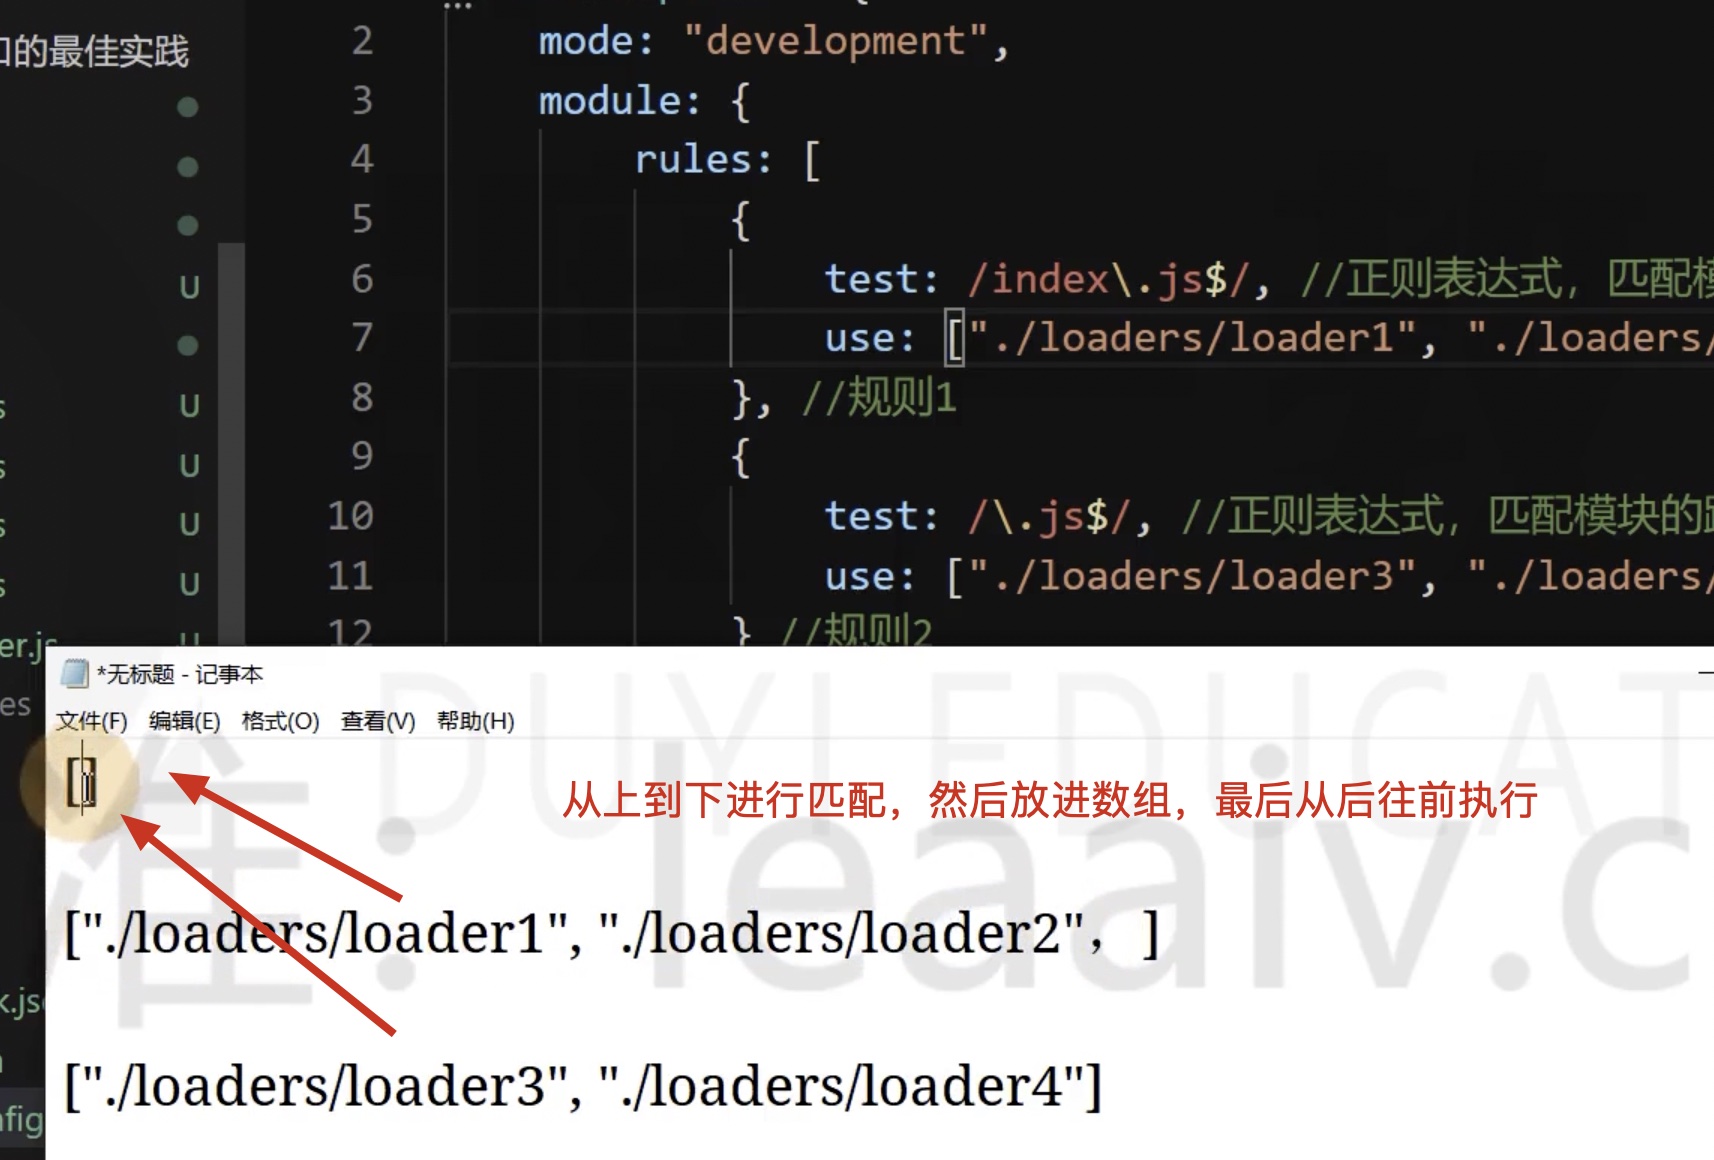 口的最佳实践
2 mode: "development",
3 module: {
4 rules: [
5 {
6 test: /index\.js$/, //正则表达式，匹配模
U
7 use: ["./loaders/loader1", "./loaders/
8 }, //规则1
s U
9 {
s U
10 test: /\.js$/, //正则表达式，匹配模块的路
s U
11 use: ["./loaders/loader3", "./loaders/
s U
12 } //规则2
er.js U
es
*无标题 - 记事本
文件(F) 编辑(E) 格式(O) 查看(V) 帮助(H)
DUYI EDUCAT
[]
从上到下进行匹配，然后放进数组，最后从后往前执行
准：leaaiv.c
["./loaders/loader1", "./loaders/loader2"， ]
k.js
["./loaders/loader3", "./loaders/loader4"]
nfig